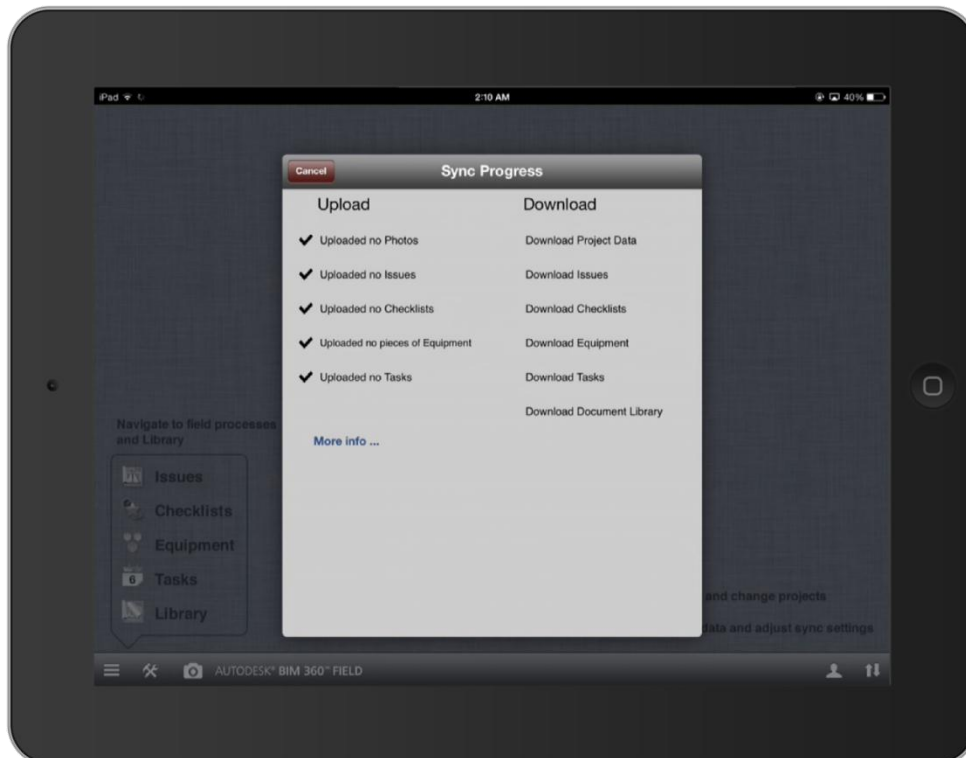 iPad
2:10 AM
40%
Cancel
Sync Progress
Upload
Download
Uploaded no Photos
Download Project Data
Uploaded no Issues
Download Issues
Uploaded no Checklists
Download Checklists
Uploaded no pieces of Equipment
Download Equipment
Uploaded no Tasks
Download Tasks
Download Document Library
More info ...
Navigate to field processes
and Library
Issues
Checklists
Equipment
6
Tasks
Library
and change projects
data and adjust sync settings
AUTODESK® BIM 360™ FIELD